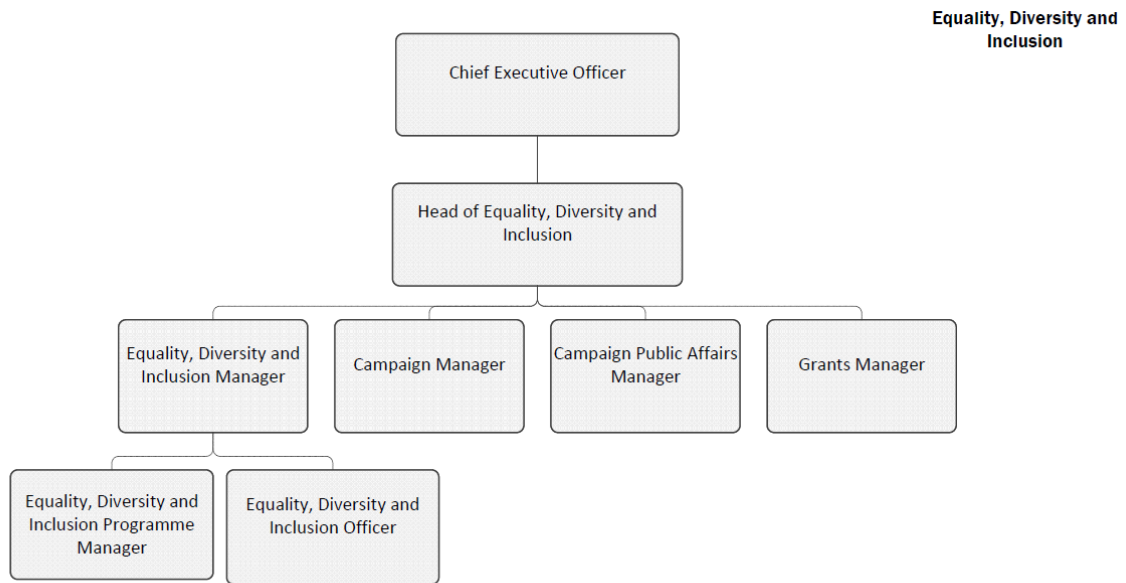 Equality, Diversity and
Inclusion
Chief Executive Officer
Head of Equality, Diversity and
Inclusion
Equality, Diversity and
Inclusion Manager
Campaign Manager
Campaign Public Affairs
Manager
Grants Manager
Equality, Diversity and
Inclusion Programme
Manager
Equality, Diversity and
Inclusion Officer